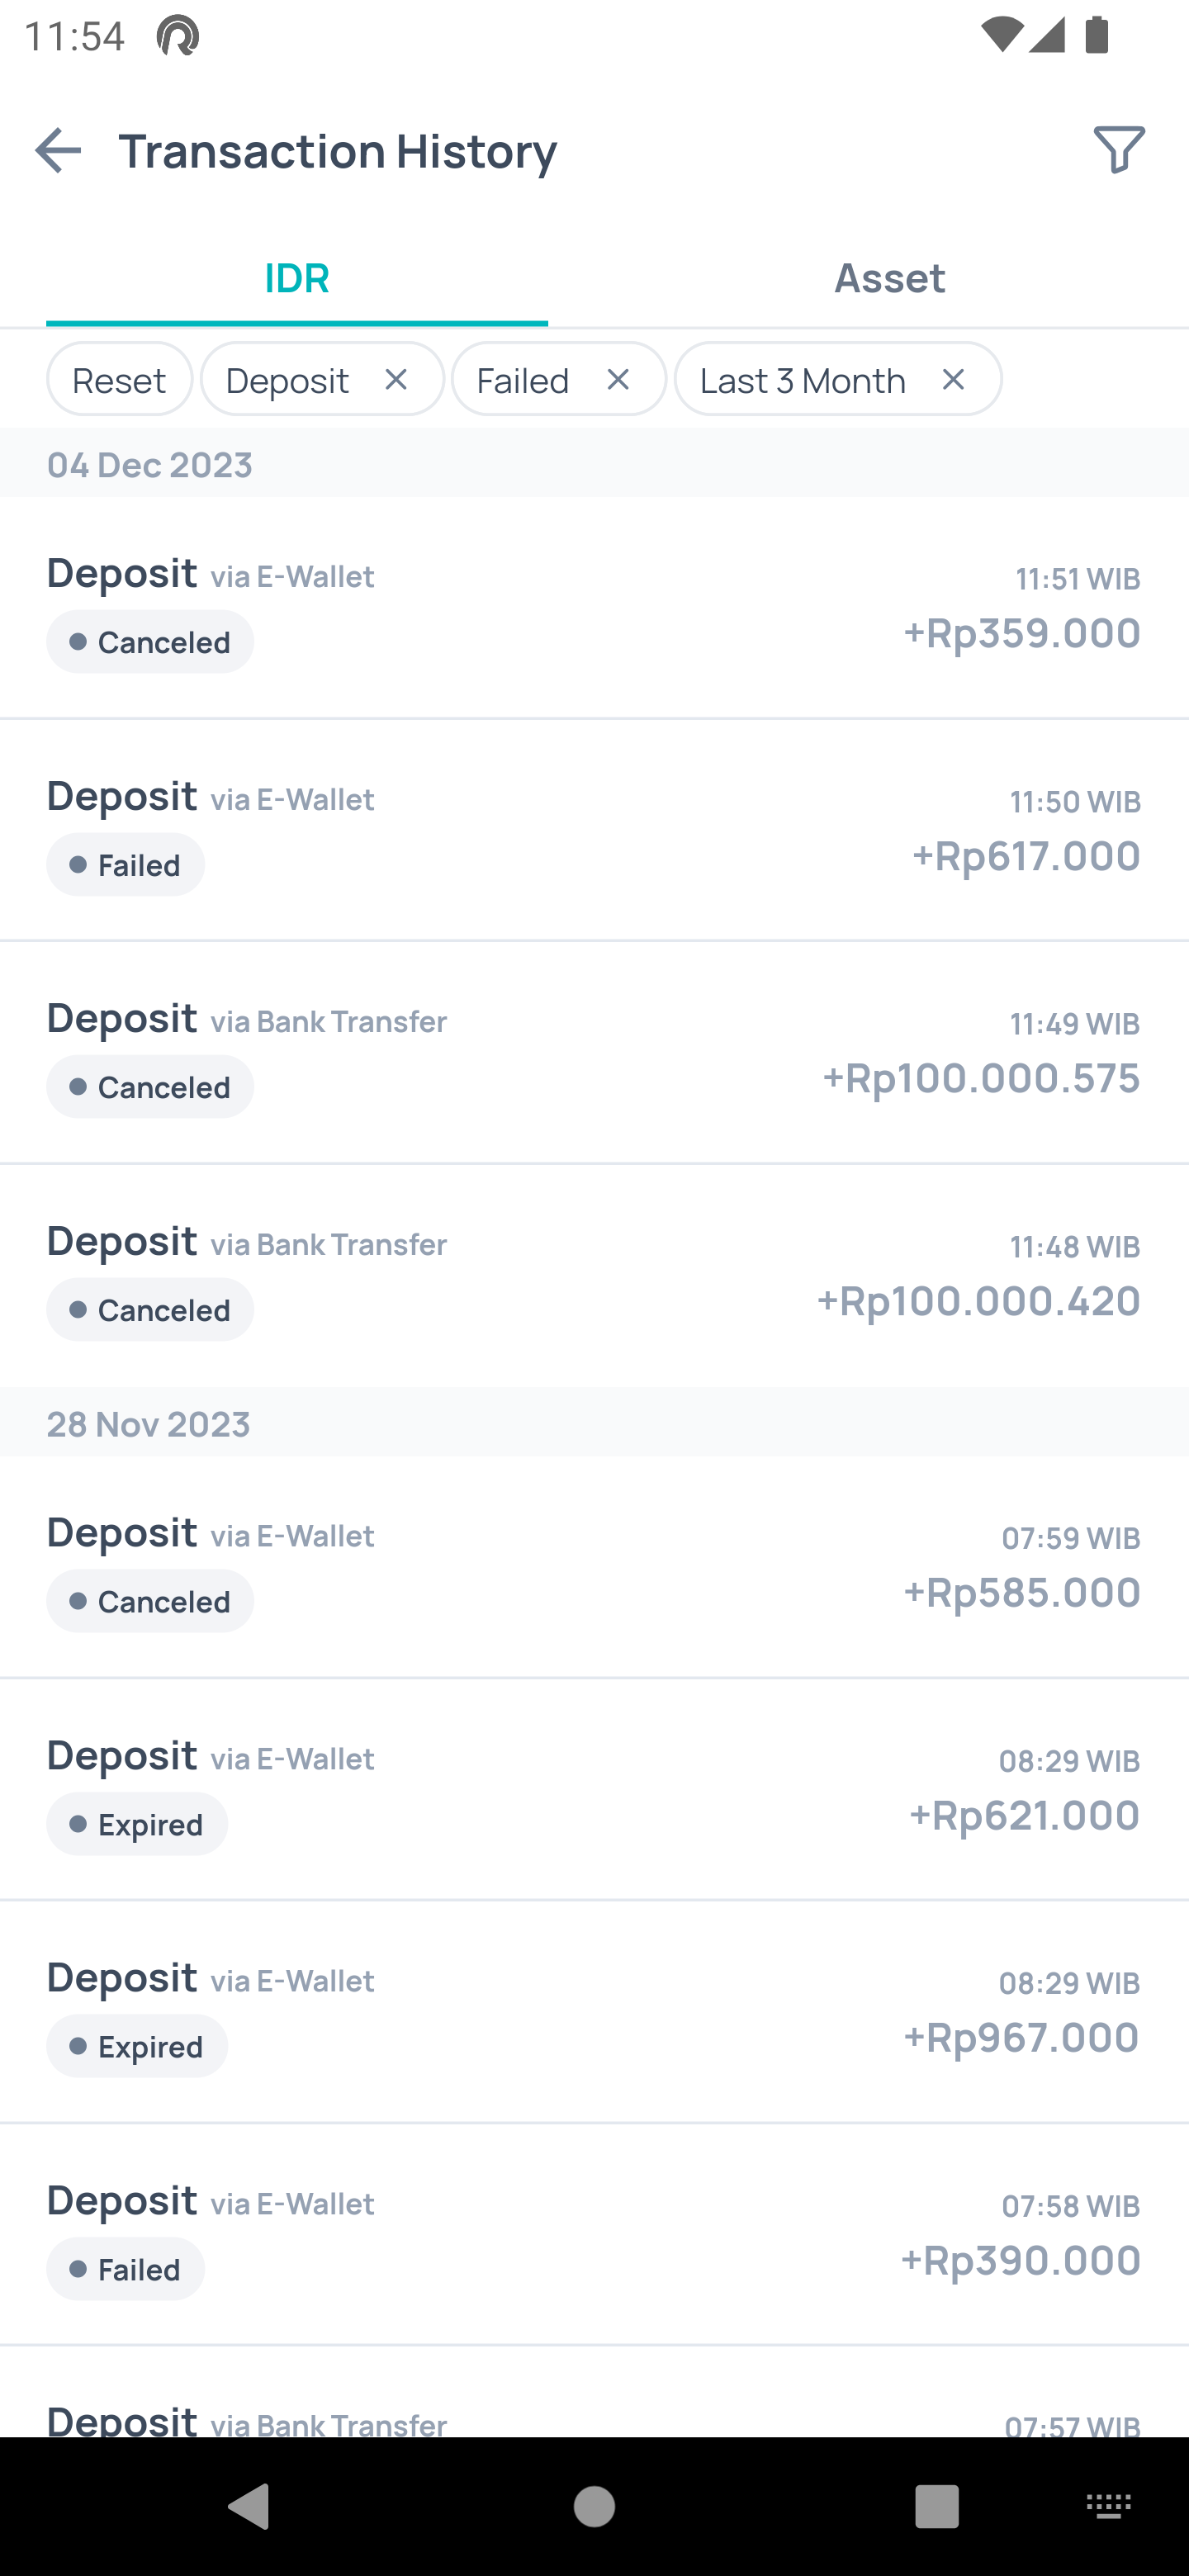 11:54
Transaction History
IDR Asset
Reset Deposit Failed Last 3 Month
04 Dec 2023
Deposit via E-Wallet 11:51 WIB
Canceled +Rp359.000
Deposit via E-Wallet 11:50 WIB
Failed +Rp617.000
Deposit via Bank Transfer 11:49 WIB
Canceled +Rp100.000.575
Deposit via Bank Transfer 11:48 WIB
Canceled +Rp100.000.420
28 Nov 2023
Deposit via E-Wallet 07:59 WIB
Canceled +Rp585.000
Deposit via E-Wallet 08:29 WIB
Expired +Rp621.000
Deposit via E-Wallet 08:29 WIB
Expired +Rp967.000
Deposit via E-Wallet 07:58 WIB
Failed +Rp390.000
Deposit via Bank Transfer 07:57 WIB